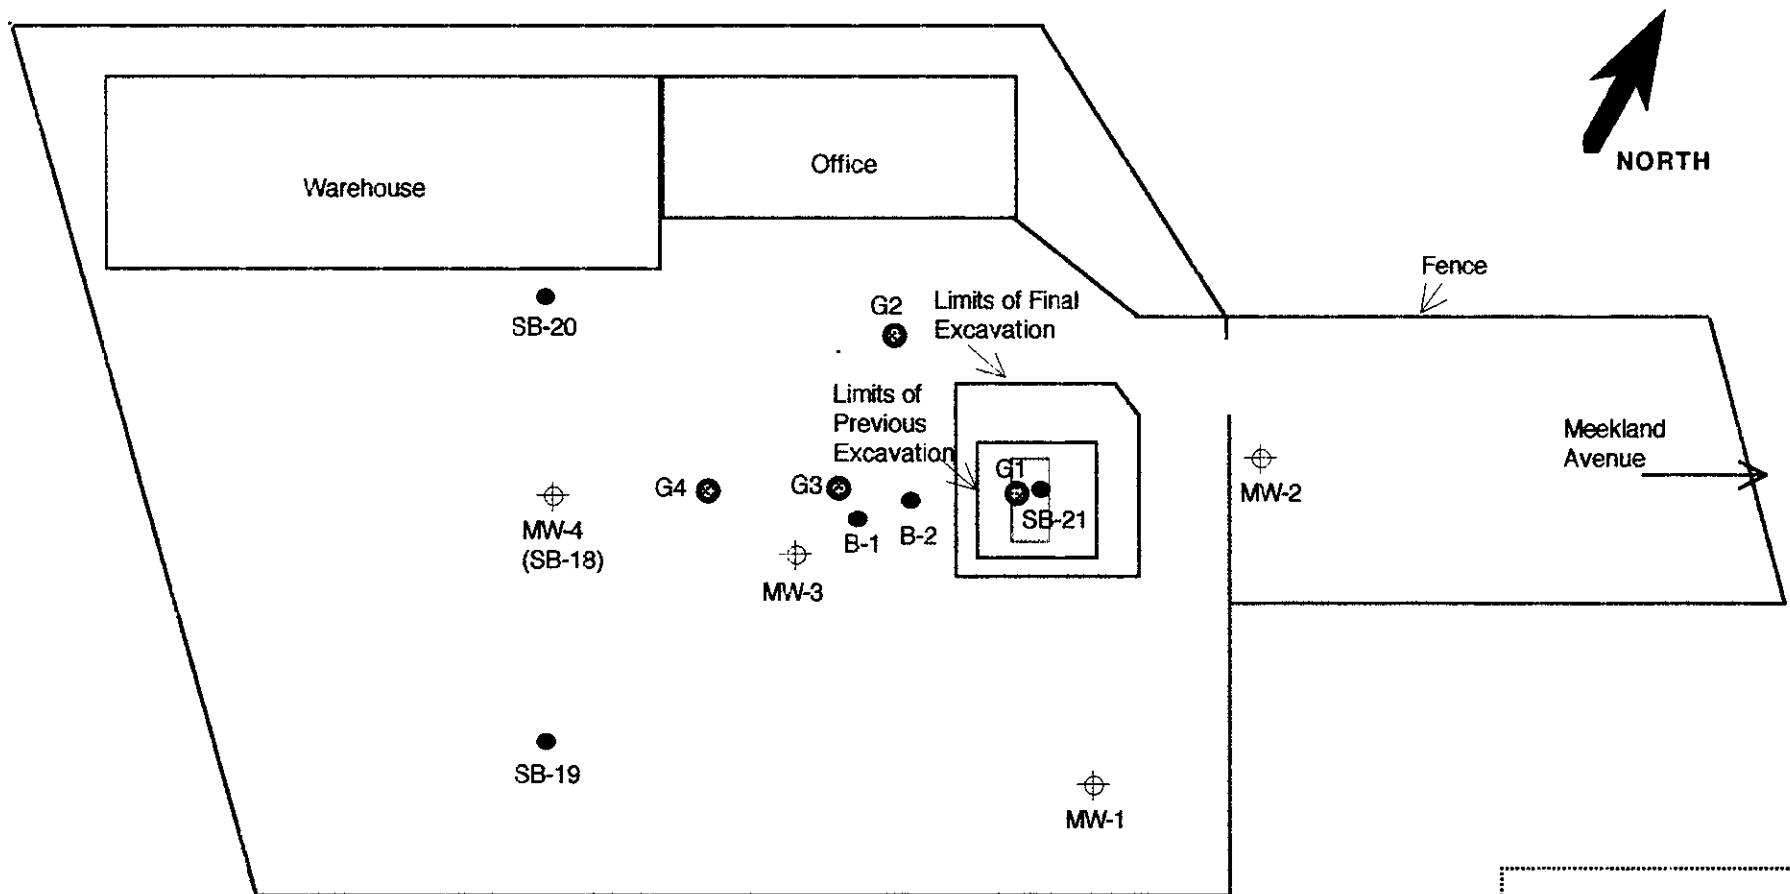 NORTH
Office
Warehouse
Fence
Limits of Final
Excavation
G2
SB-20
Limits of
Previous
Excavation
Meekland
Avenue
G1
G4
G3
MW-2
SB-21
MW-4
(SB-18)
B-1
B-2
MW-3
SB-19
MW-1